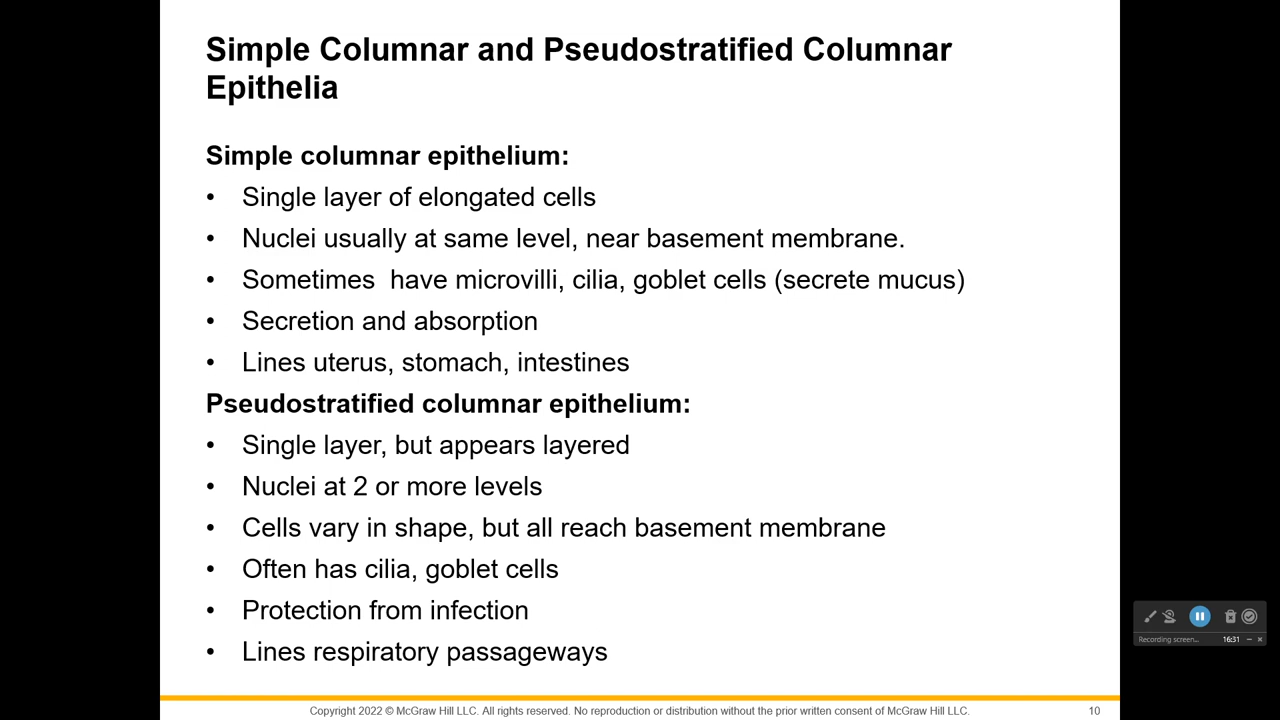 Simple Columnar and Pseudostratified Columnar
Epithelia
Simple columnar epithelium:
• Single layer of elongated cells
• Nuclei usually at same level, near basement membrane.
• Sometimes  have microvilli, cilia, goblet cells (secrete mucus)
• Secretion and absorption
• Lines uterus, stomach, intestines
Pseudostratified columnar epithelium:
• Single layer, but appears layered
• Nuclei at 2 or more levels
• Cells vary in shape, but all reach basement membrane
• Often has cilia, goblet cells
• Protection from infection
• Lines respiratory passageways
Recording screen... 16:31
Copyright 2022 © McGraw Hill LLC. All rights reserved. No reproduction or distribution without the prior written consent of McGraw Hill LLC. 10